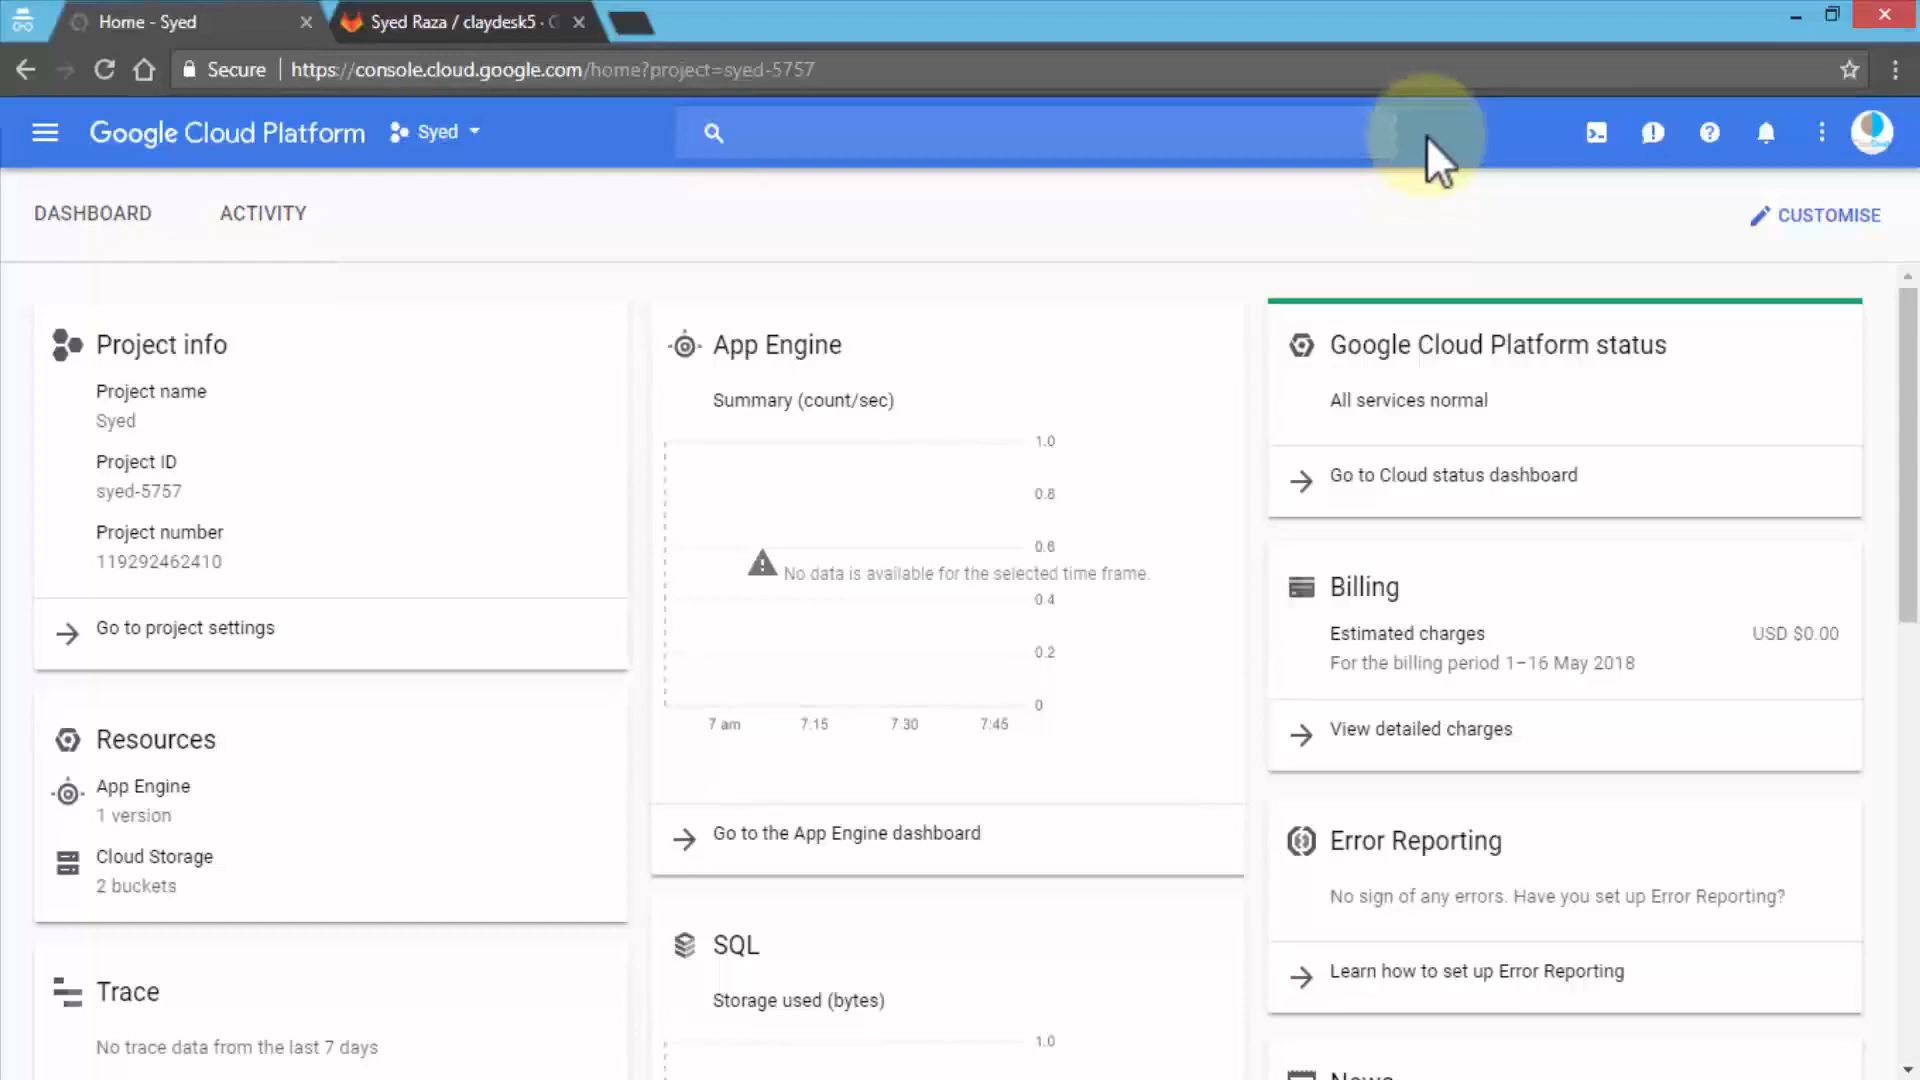 Home - Syed
Syed Raza / claydesk5 ·
Secure
https://console.cloud.google.com/home?project=syed-5757
Google Cloud Platform
Syed
DASHBOARD
ACTIVITY
CUSTOMISE
Project info
Project name
Syed
Project ID
syed-5757
Project number
119292462410
Go to project settings
Resources
App Engine
1 version
Cloud Storage
2 buckets
Trace
No trace data from the last 7 days
App Engine
Summary (count/sec)
1.0
0.8
0.6
No data is available for the selected time frame.
0.4
0.2
0
7 am
7:15
7:30
7:45
Go to the App Engine dashboard
SQL
Storage used (bytes)
1.0
Google Cloud Platform status
All services normal
Go to Cloud status dashboard
Billing
Estimated charges
USD $0.00
For the billing period 1–16 May 2018
View detailed charges
Error Reporting
No sign of any errors. Have you set up Error Reporting?
Learn how to set up Error Reporting
News